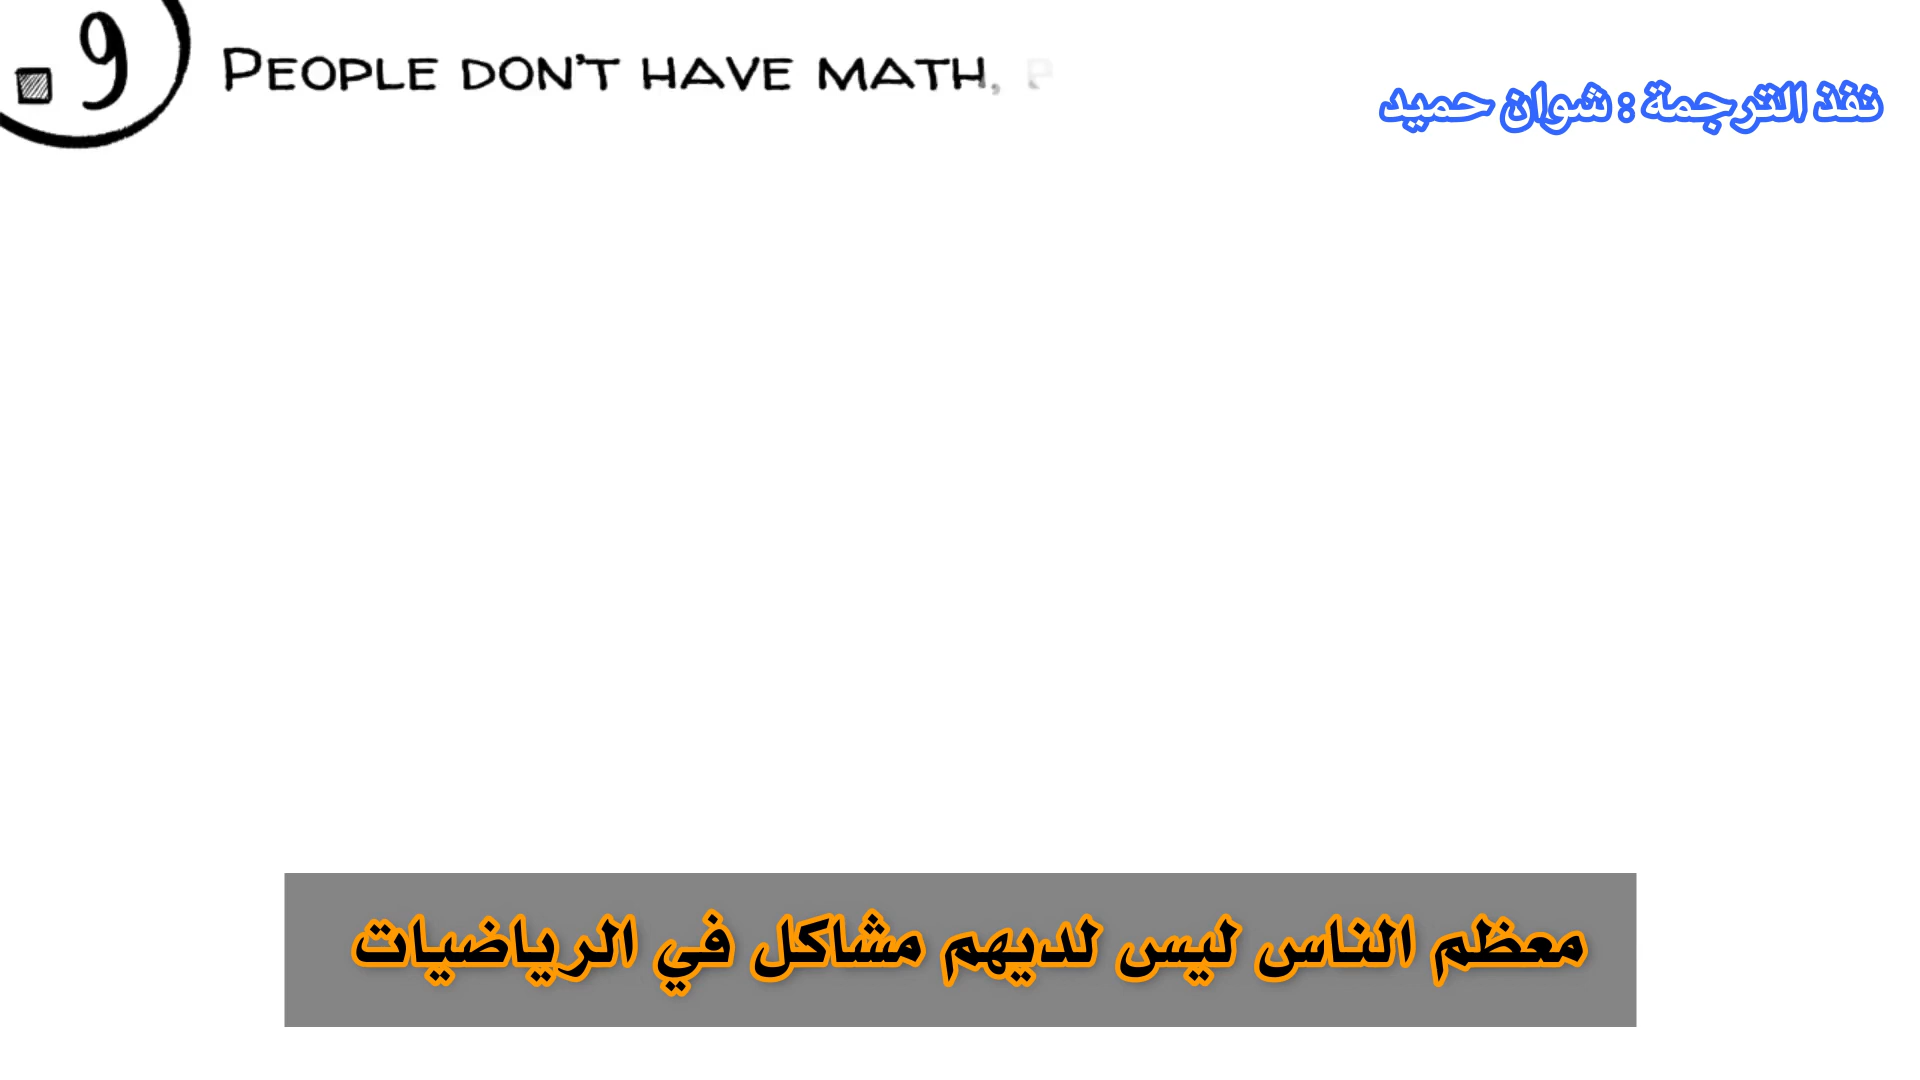 . 9
PEOPLE DON'T HAVE MATH,
نفذ الترجمة : شوان حميد
معظم الناس ليس لديهم مشاكل في الرياضيات